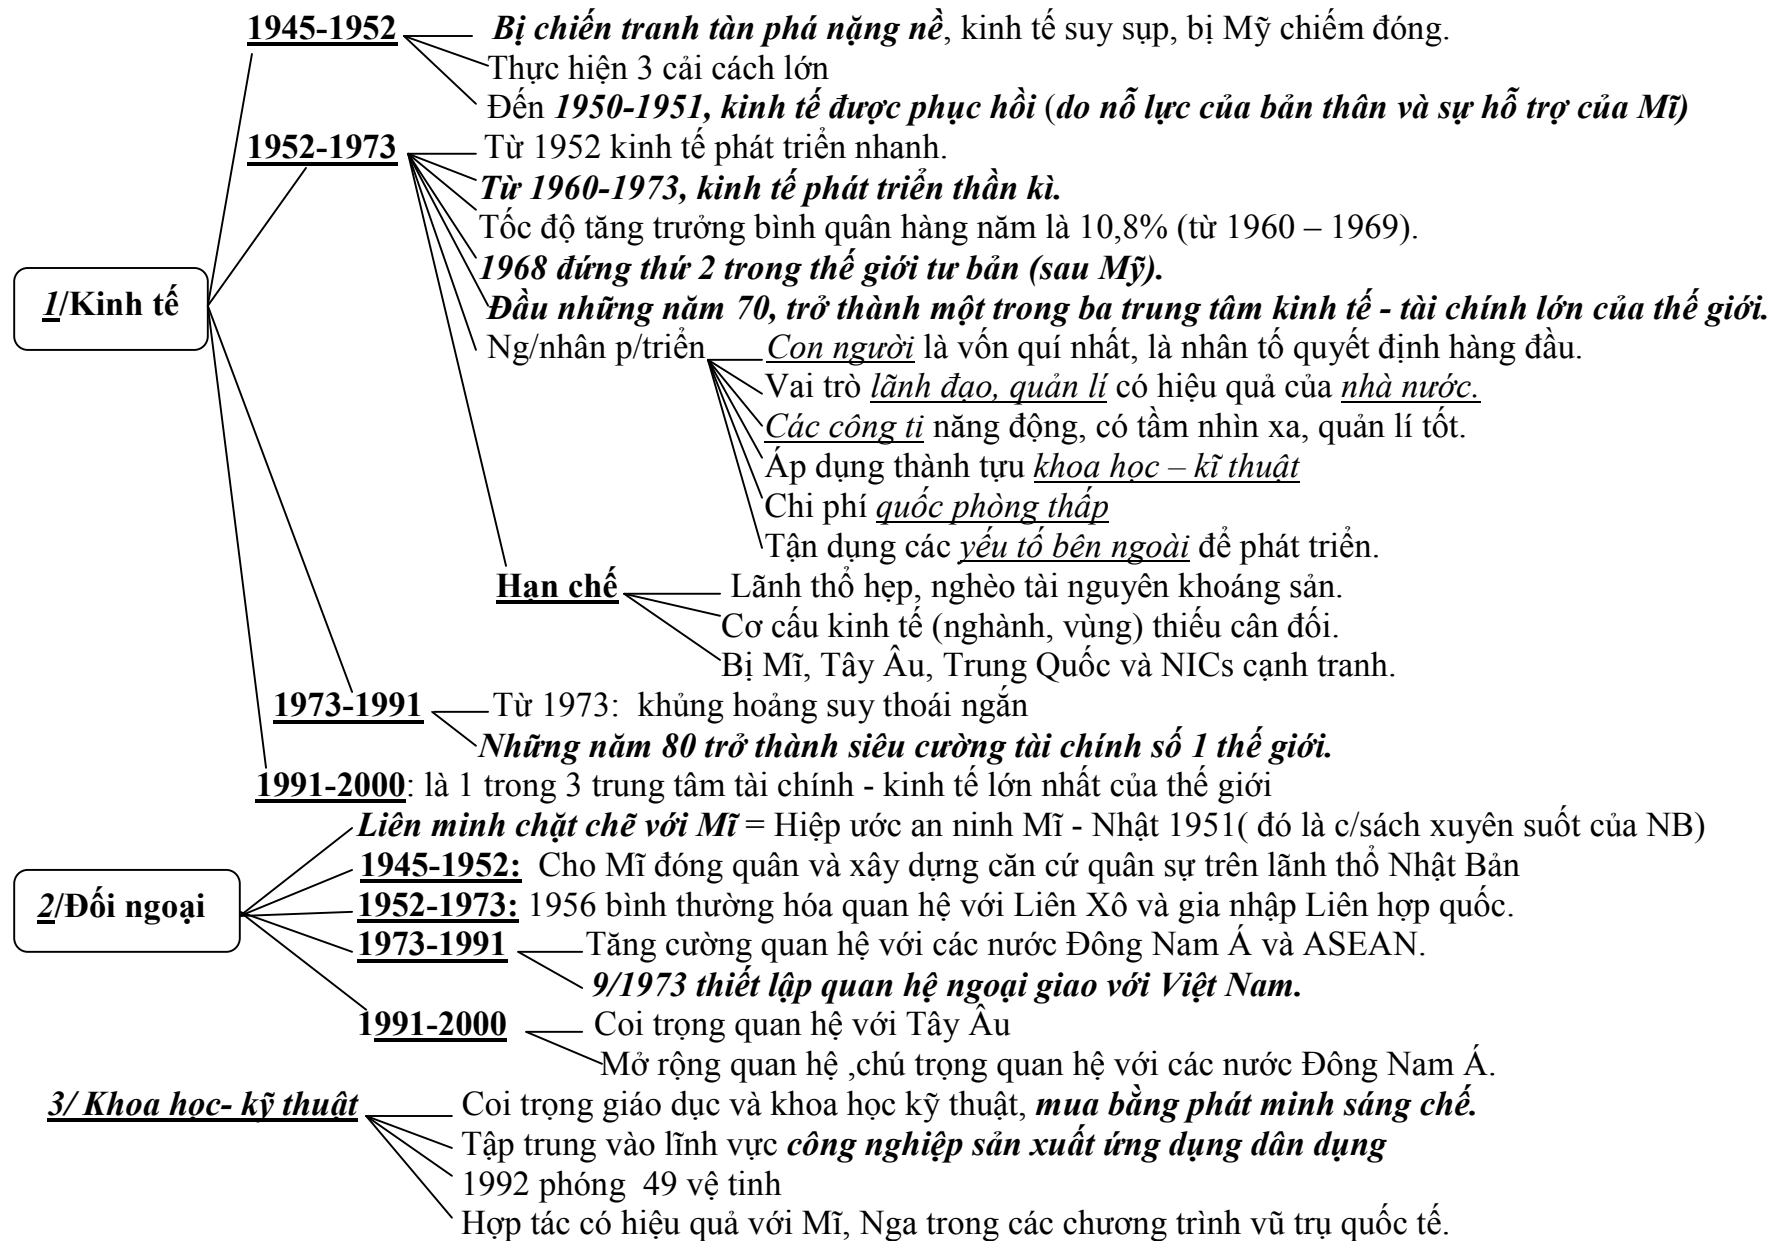 1945-1952 Bị chiến tranh tàn phá nặng nề, kinh tế suy sụp, bị Mỹ chiếm đóng.
Thực hiện 3 cải cách lớn
Đến 1950-1951, kinh tế được phục hồi (do nỗ lực của bản thân và sự hỗ trợ của Mĩ)
1952-1973 Từ 1952 kinh tế phát triển nhanh.
Từ 1960-1973, kinh tế phát triển thần kì.
Tốc độ tăng trưởng bình quân hàng năm là 10,8% (từ 1960 – 1969).
1968 đứng thứ 2 trong thế giới tư bản (sau Mỹ).
1/Kinh tế Đầu những năm 70, trở thành một trong ba trung tâm kinh tế - tài chính lớn của thế giới.
Ng/nhân p/triển Con người là vốn quí nhất, là nhân tố quyết định hàng đầu.
Vai trò lãnh đạo, quản lí có hiệu quả của nhà nước.
Các công ti năng động, có tầm nhìn xa, quản lí tốt.
Áp dụng thành tựu khoa học – kĩ thuật
Chi phí quốc phòng thấp
Tận dụng các yếu tố bên ngoài để phát triển.
Hạn chế Lãnh thổ hẹp, nghèo tài nguyên khoáng sản.
Cơ cấu kinh tế (nghành, vùng) thiếu cân đối.
Bị Mĩ, Tây Âu, Trung Quốc và NICs cạnh tranh.
1973-1991 Từ 1973: khủng hoảng suy thoái ngắn
Những năm 80 trở thành siêu cường tài chính số 1 thế giới.
1991-2000: là 1 trong 3 trung tâm tài chính - kinh tế lớn nhất của thế giới
Liên minh chặt chẽ với Mĩ = Hiệp ước an ninh Mĩ - Nhật 1951( đó là c/sách xuyên suốt của NB)
1945-1952: Cho Mĩ đóng quân và xây dựng căn cứ quân sự trên lãnh thổ Nhật Bản
2/Đối ngoại 1952-1973: 1956 bình thường hóa quan hệ với Liên Xô và gia nhập Liên hợp quốc.
1973-1991 Tăng cường quan hệ với các nước Đông Nam Á và ASEAN.
9/1973 thiết lập quan hệ ngoại giao với Việt Nam.
1991-2000 Coi trọng quan hệ với Tây Âu
Mở rộng quan hệ ,chú trọng quan hệ với các nước Đông Nam Á.
3/ Khoa học- kỹ thuật Coi trọng giáo dục và khoa học kỹ thuật, mua bằng phát minh sáng chế.
Tập trung vào lĩnh vực công nghiệp sản xuất ứng dụng dân dụng
1992 phóng 49 vệ tinh
Hợp tác có hiệu quả với Mĩ, Nga trong các chương trình vũ trụ quốc tế.